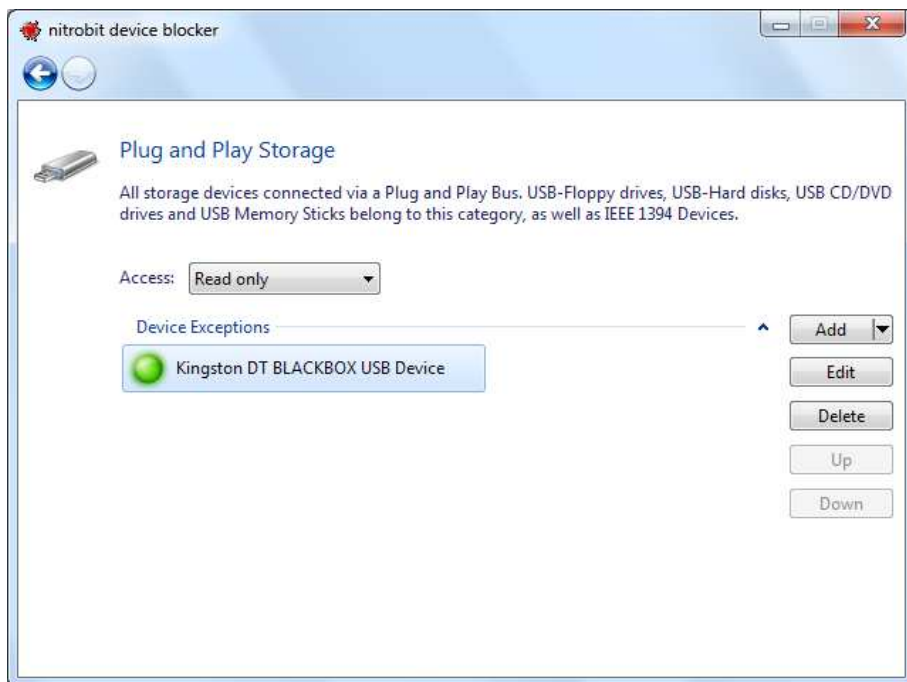 nitrobit device blocker
Plug and Play Storage
All storage devices connected via a Plug and Play Bus. USB-Floppy drives, USB-Hard disks, USB CD/DVD
drives and USB Memory Sticks belong to this category, as well as IEEE 1394 Devices.
Access: Read only
Device Exceptions
Add
Kingston DT BLACKBOX USB Device
Edit
Delete
Up
Down